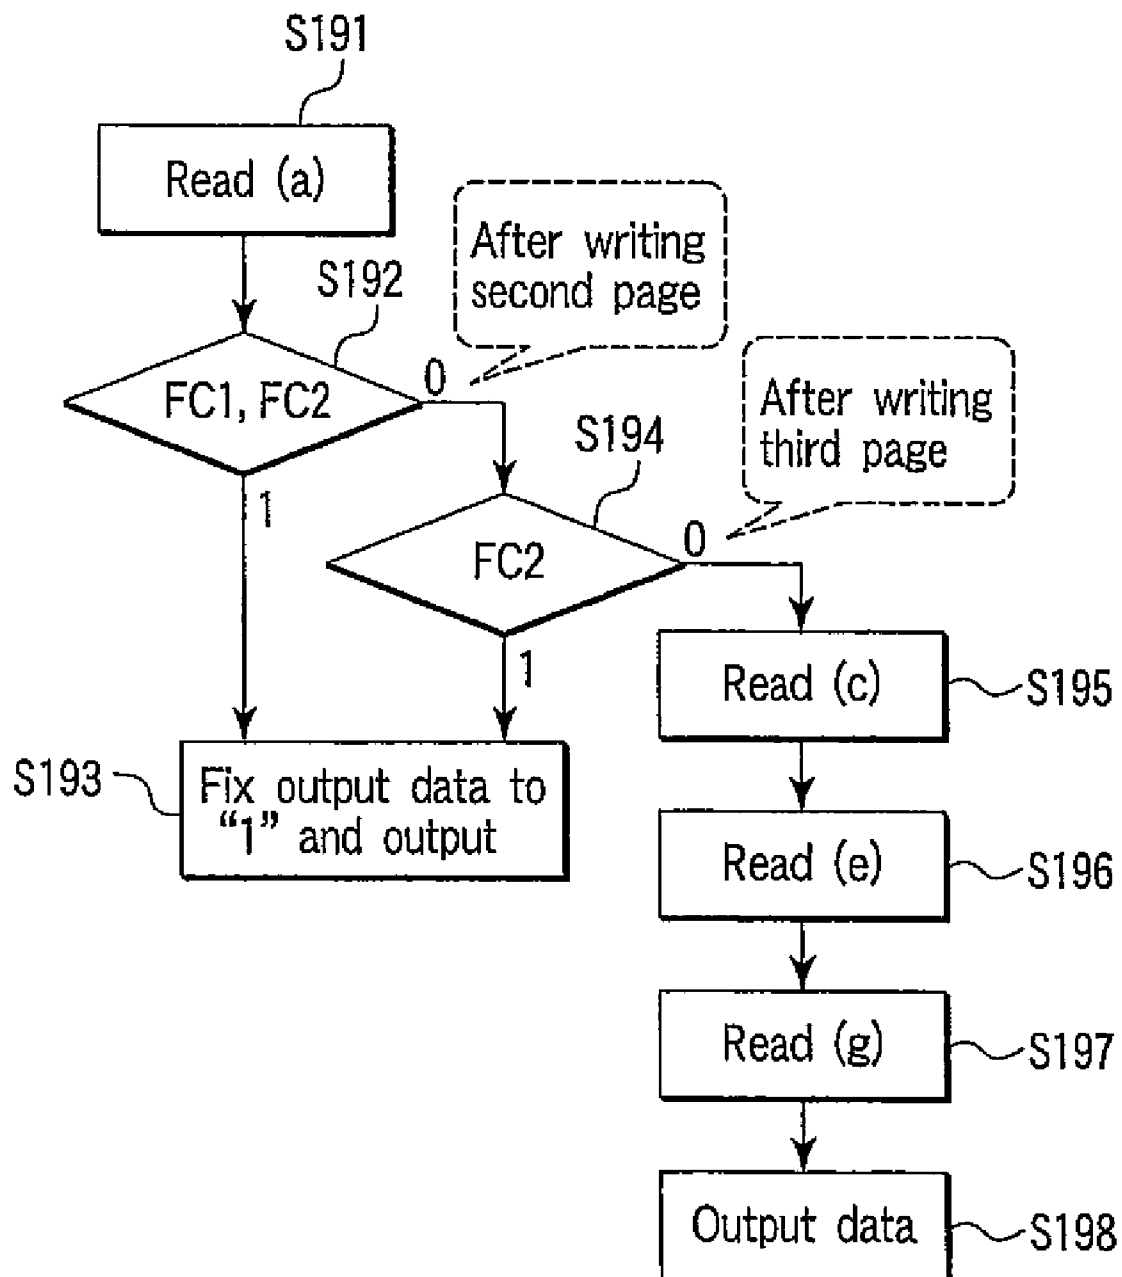 S191
Read (a)
After writing
second page
S192
0
FC1, FC2
After writing
third page
S194
1
0
FC2
Read (c)
S195
1
S193
Fix output data to
“1” and output
Read (e)
S196
Read (g)
S197
Output data
S198